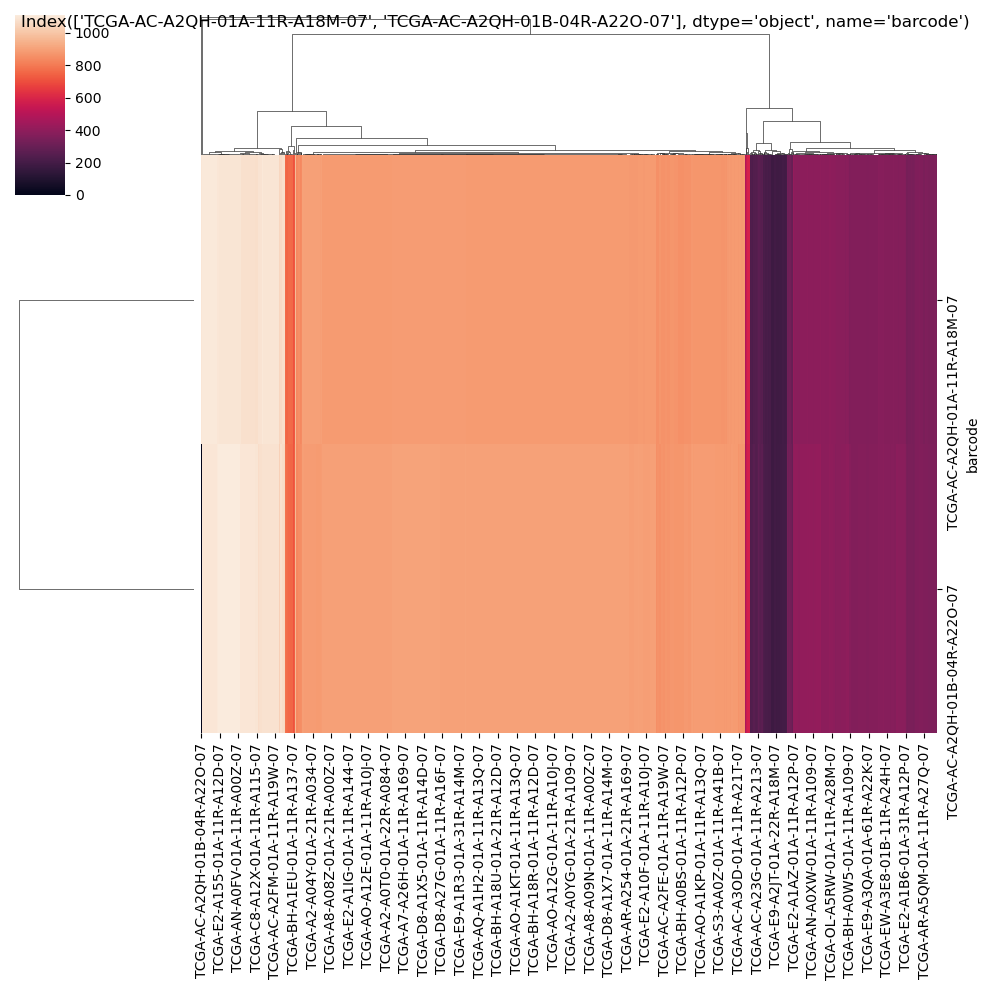 Index(['TCGA-AC-A2QH-01A-11R-A18M-07', 'TCGA-AC-A2QH-01B-04R-A22O-07'], dtype='object', name='barcode')
1000
800
600
400
200
0
TCGA-AC-A2QH-01A-11R-A18M-07
TCGA-AC-A2QH-01B-04R-A22O-07
barcode
TCGA-AC-A2QH-01B-04R-A22O-07
TCGA-E2-A155-01A-11R-A12D-07
TCGA-AN-A0FV-01A-11R-A00Z-07
TCGA-C8-A12X-01A-11R-A115-07
TCGA-AC-A2FM-01A-11R-A19W-07
TCGA-BH-A1EU-01A-11R-A137-07
TCGA-A2-A04Y-01A-21R-A034-07
TCGA-A8-A08Z-01A-21R-A00Z-07
TCGA-E2-A1IG-01A-11R-A144-07
TCGA-AO-A12E-01A-11R-A10J-07
TCGA-A2-A0T0-01A-22R-A084-07
TCGA-A7-A26H-01A-11R-A169-07
TCGA-D8-A1X5-01A-11R-A14D-07
TCGA-D8-A27G-01A-11R-A16F-07
TCGA-E9-A1R3-01A-31R-A14M-07
TCGA-AQ-A1H2-01A-11R-A13Q-07
TCGA-BH-A18U-01A-21R-A12D-07
TCGA-AO-A1KT-01A-11R-A13Q-07
TCGA-BH-A18R-01A-11R-A12D-07
TCGA-AO-A12G-01A-11R-A10J-07
TCGA-A2-A0YG-01A-21R-A109-07
TCGA-A8-A09N-01A-11R-A00Z-07
TCGA-D8-A1X7-01A-11R-A14M-07
TCGA-AR-A254-01A-21R-A169-07
TCGA-E2-A10F-01A-11R-A10J-07
TCGA-AC-A2FE-01A-11R-A19W-07
TCGA-BH-A0BS-01A-11R-A12P-07
TCGA-AO-A1KP-01A-11R-A13Q-07
TCGA-S3-AA0Z-01A-11R-A41B-07
TCGA-AC-A3OD-01A-11R-A21T-07
TCGA-AC-A23G-01A-11R-A213-07
TCGA-E9-A2JT-01A-22R-A18M-07
TCGA-E2-A1AZ-01A-11R-A12P-07
TCGA-AN-A0XW-01A-11R-A109-07
TCGA-OL-A5RW-01A-11R-A28M-07
TCGA-BH-A0W5-01A-11R-A109-07
TCGA-E9-A3QA-01A-61R-A22K-07
TCGA-EW-A3E8-01B-11R-A24H-07
TCGA-E2-A1B6-01A-31R-A12P-07
TCGA-AR-A5QM-01A-11R-A27Q-07